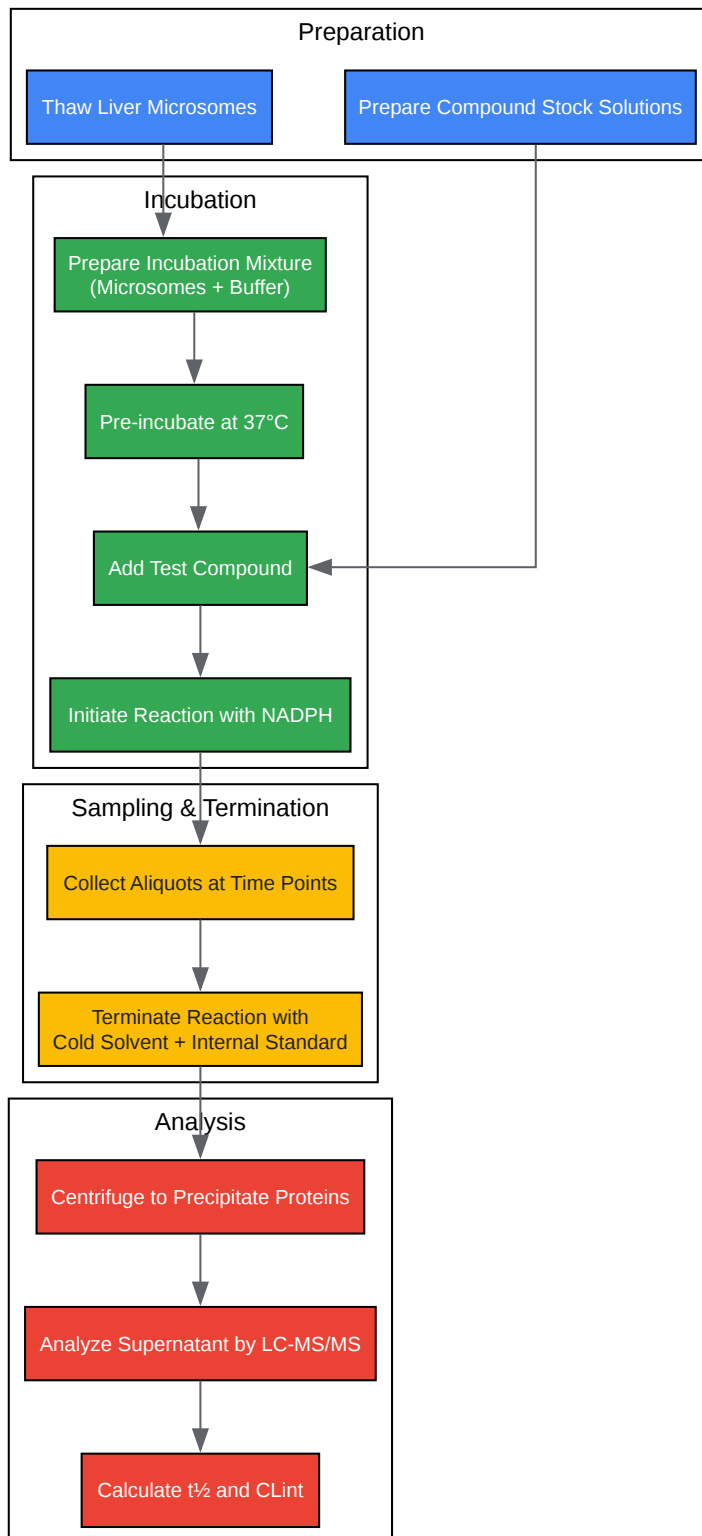 Preparation
Thaw Liver Microsomes
Prepare Compound Stock Solutions
Incubation
Prepare Incubation Mixture
(Microsomes + Buffer)
Pre-incubate at 37°C
Add Test Compound
Initiate Reaction with NADPH
Sampling & Termination
Collect Aliquots at Time Points
Terminate Reaction with
Cold Solvent + Internal Standard
Analysis
Centrifuge to Precipitate Proteins
Analyze Supernatant by LC-MS/MS
Calculate t½ and CLint